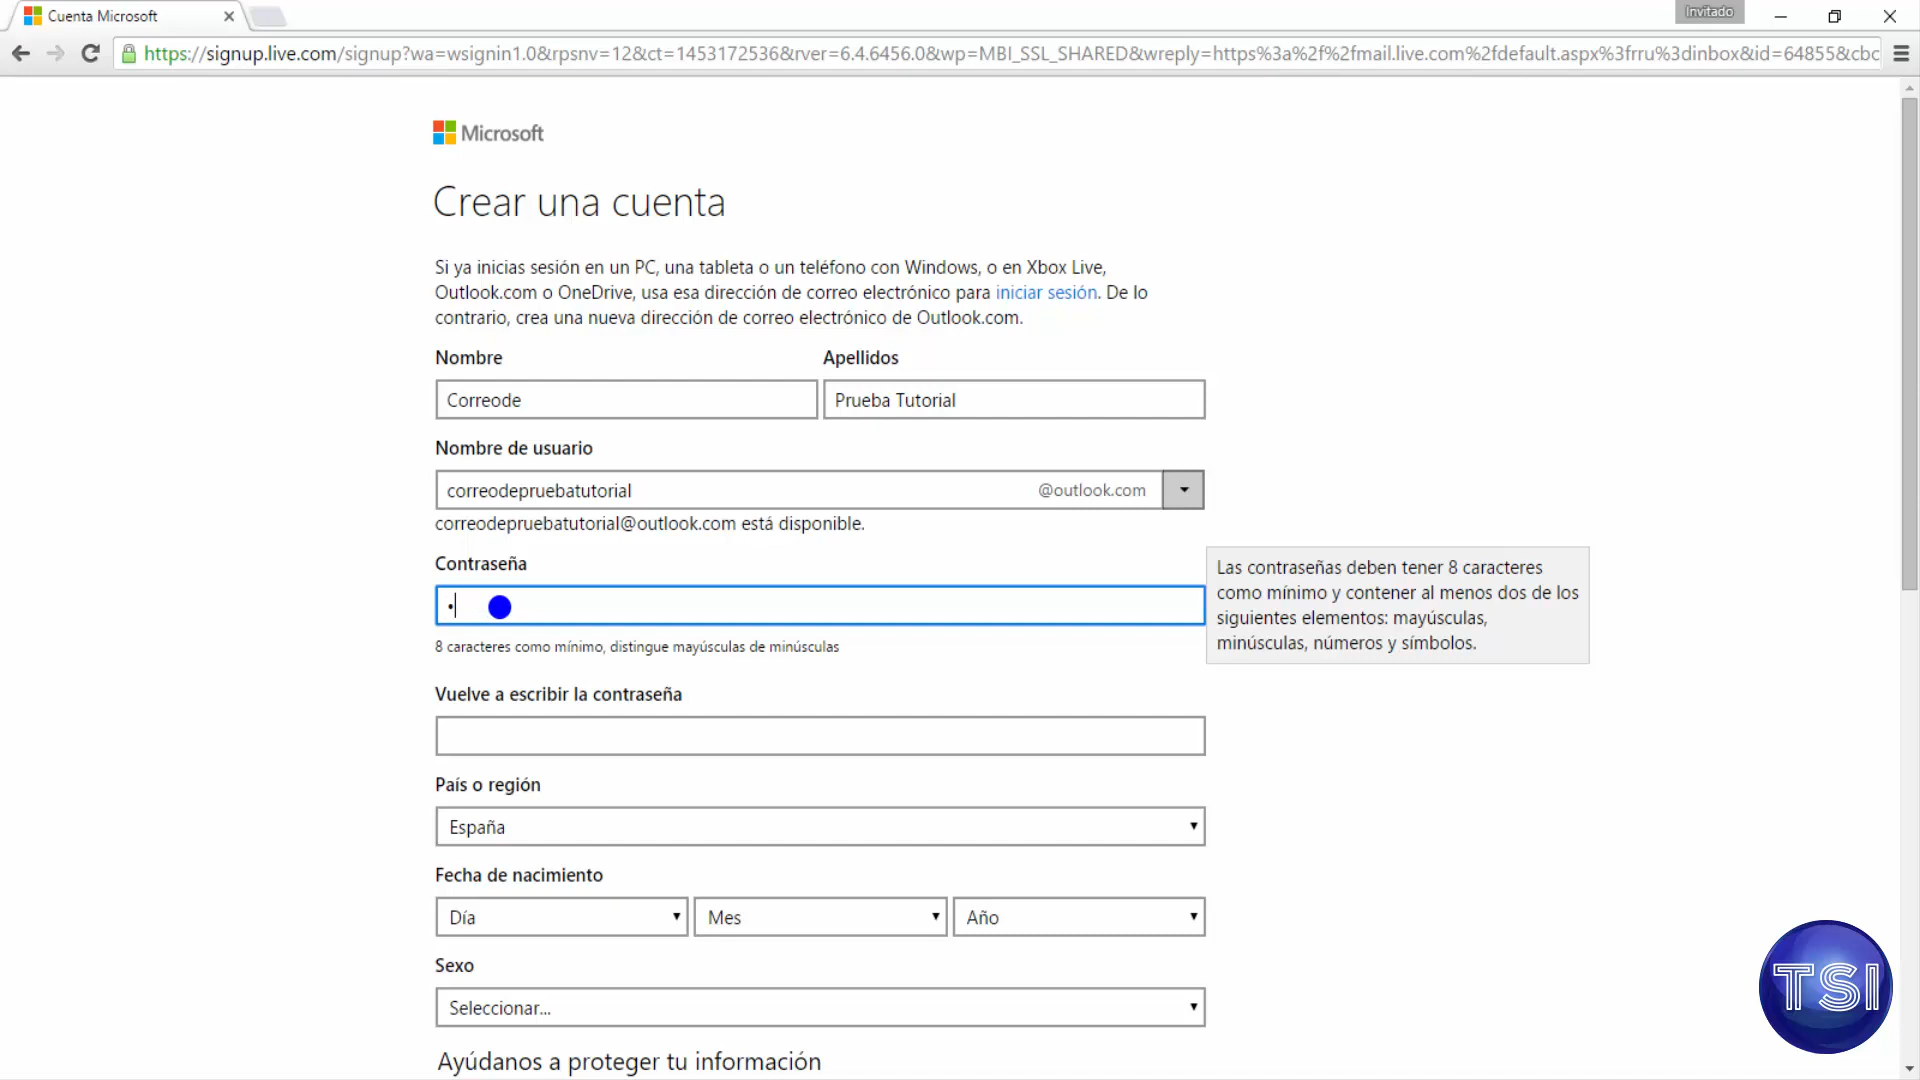 Cuenta Microsoft
Invitado
https://signup.live.com/signup?wa=wsignin1.0&rpsnv=12&ct=1453172536&rver=6.4.6456.0&wp=MBI_SSL_SHARED&wreply=https%3a%2f%2fmail.live.com%2fdefault.aspx%3frru%3dinbox&id=64855&cbc
Microsoft
Crear una cuenta
Si ya inicias sesión en un PC, una tableta o un teléfono con Windows, o en Xbox Live,
Outlook.com o OneDrive, usa esa dirección de correo electrónico para iniciar sesión. De lo
contrario, crea una nueva dirección de correo electrónico de Outlook.com.
Nombre Apellidos
Correode Prueba Tutorial
Nombre de usuario
correodepruebatutorial @outlook.com
correodepruebatutorial@outlook.com está disponible.
Contraseña
Las contraseñas deben tener 8 caracteres
como mínimo y contener al menos dos de los
siguientes elementos: mayúsculas,
minúsculas, números y símbolos.
8 caracteres como mínimo, distingue mayúsculas de minúsculas
Vuelve a escribir la contraseña
País o región
España
Fecha de nacimiento
Día Mes Año
Sexo
Seleccionar...
Ayúdanos a proteger tu información
TSI